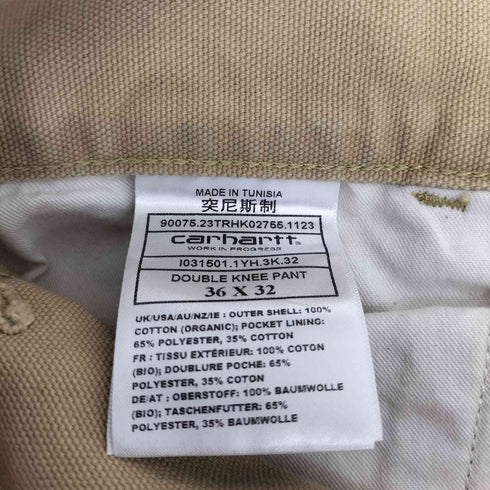 MADE IN TUNISIA
突尼斯制
90075.23TRHK02755.1123
carhartt
WORK IN PROGRESS
I031501.1YH.3K.32
DOUBLE KNEE PANT
36 X 32
UK/USA/AU/NZ/IE : OUTER SHELL: 100%
COTTON (ORGANIC); POCKET LINING:
65% POLYESTER, 35% COTTON
FR : TISSU EXTÉRIEUR: 100% COTON
(BIO); DOUBLURE POCHE: 65%
POLYESTER, 35% COTON
DE/AT : OBERSTOFF: 100% BAUMWOLLE
(BIO); TASCHENFUTTER: 65%
POLYESTER, 35% BAUMWOLLE